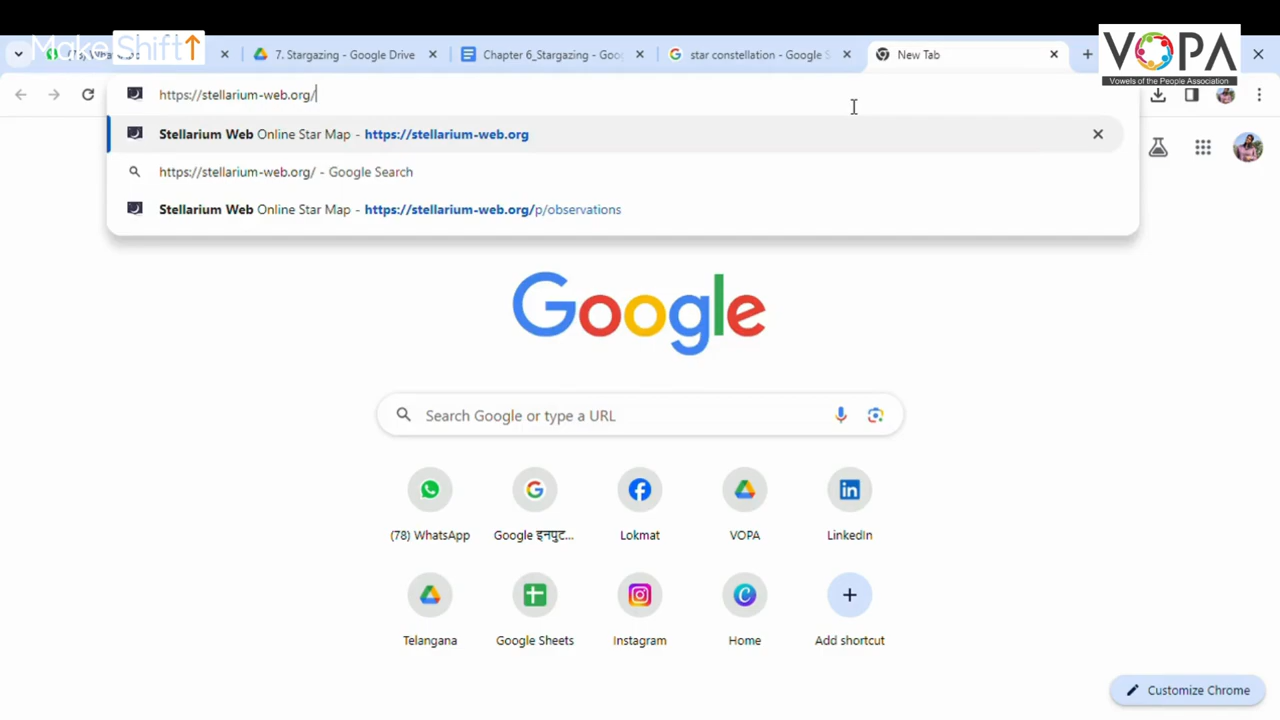 Make Shift↑
VOPA
Vowels of the People Association
7. Stargazing - Google Drive
Chapter 6_Stargazing - Goo
star constellation - Google S
New Tab
https://stellarium-web.org/
Stellarium Web Online Star Map - https://stellarium-web.org
https://stellarium-web.org/ - Google Search
Stellarium Web Online Star Map - https://stellarium-web.org/p/observations
Google
Search Google or type a URL
(78) WhatsApp
Google इनपुट...
Lokmat
VOPA
LinkedIn
Telangana
Google Sheets
Instagram
Home
Add shortcut
Customize Chrome